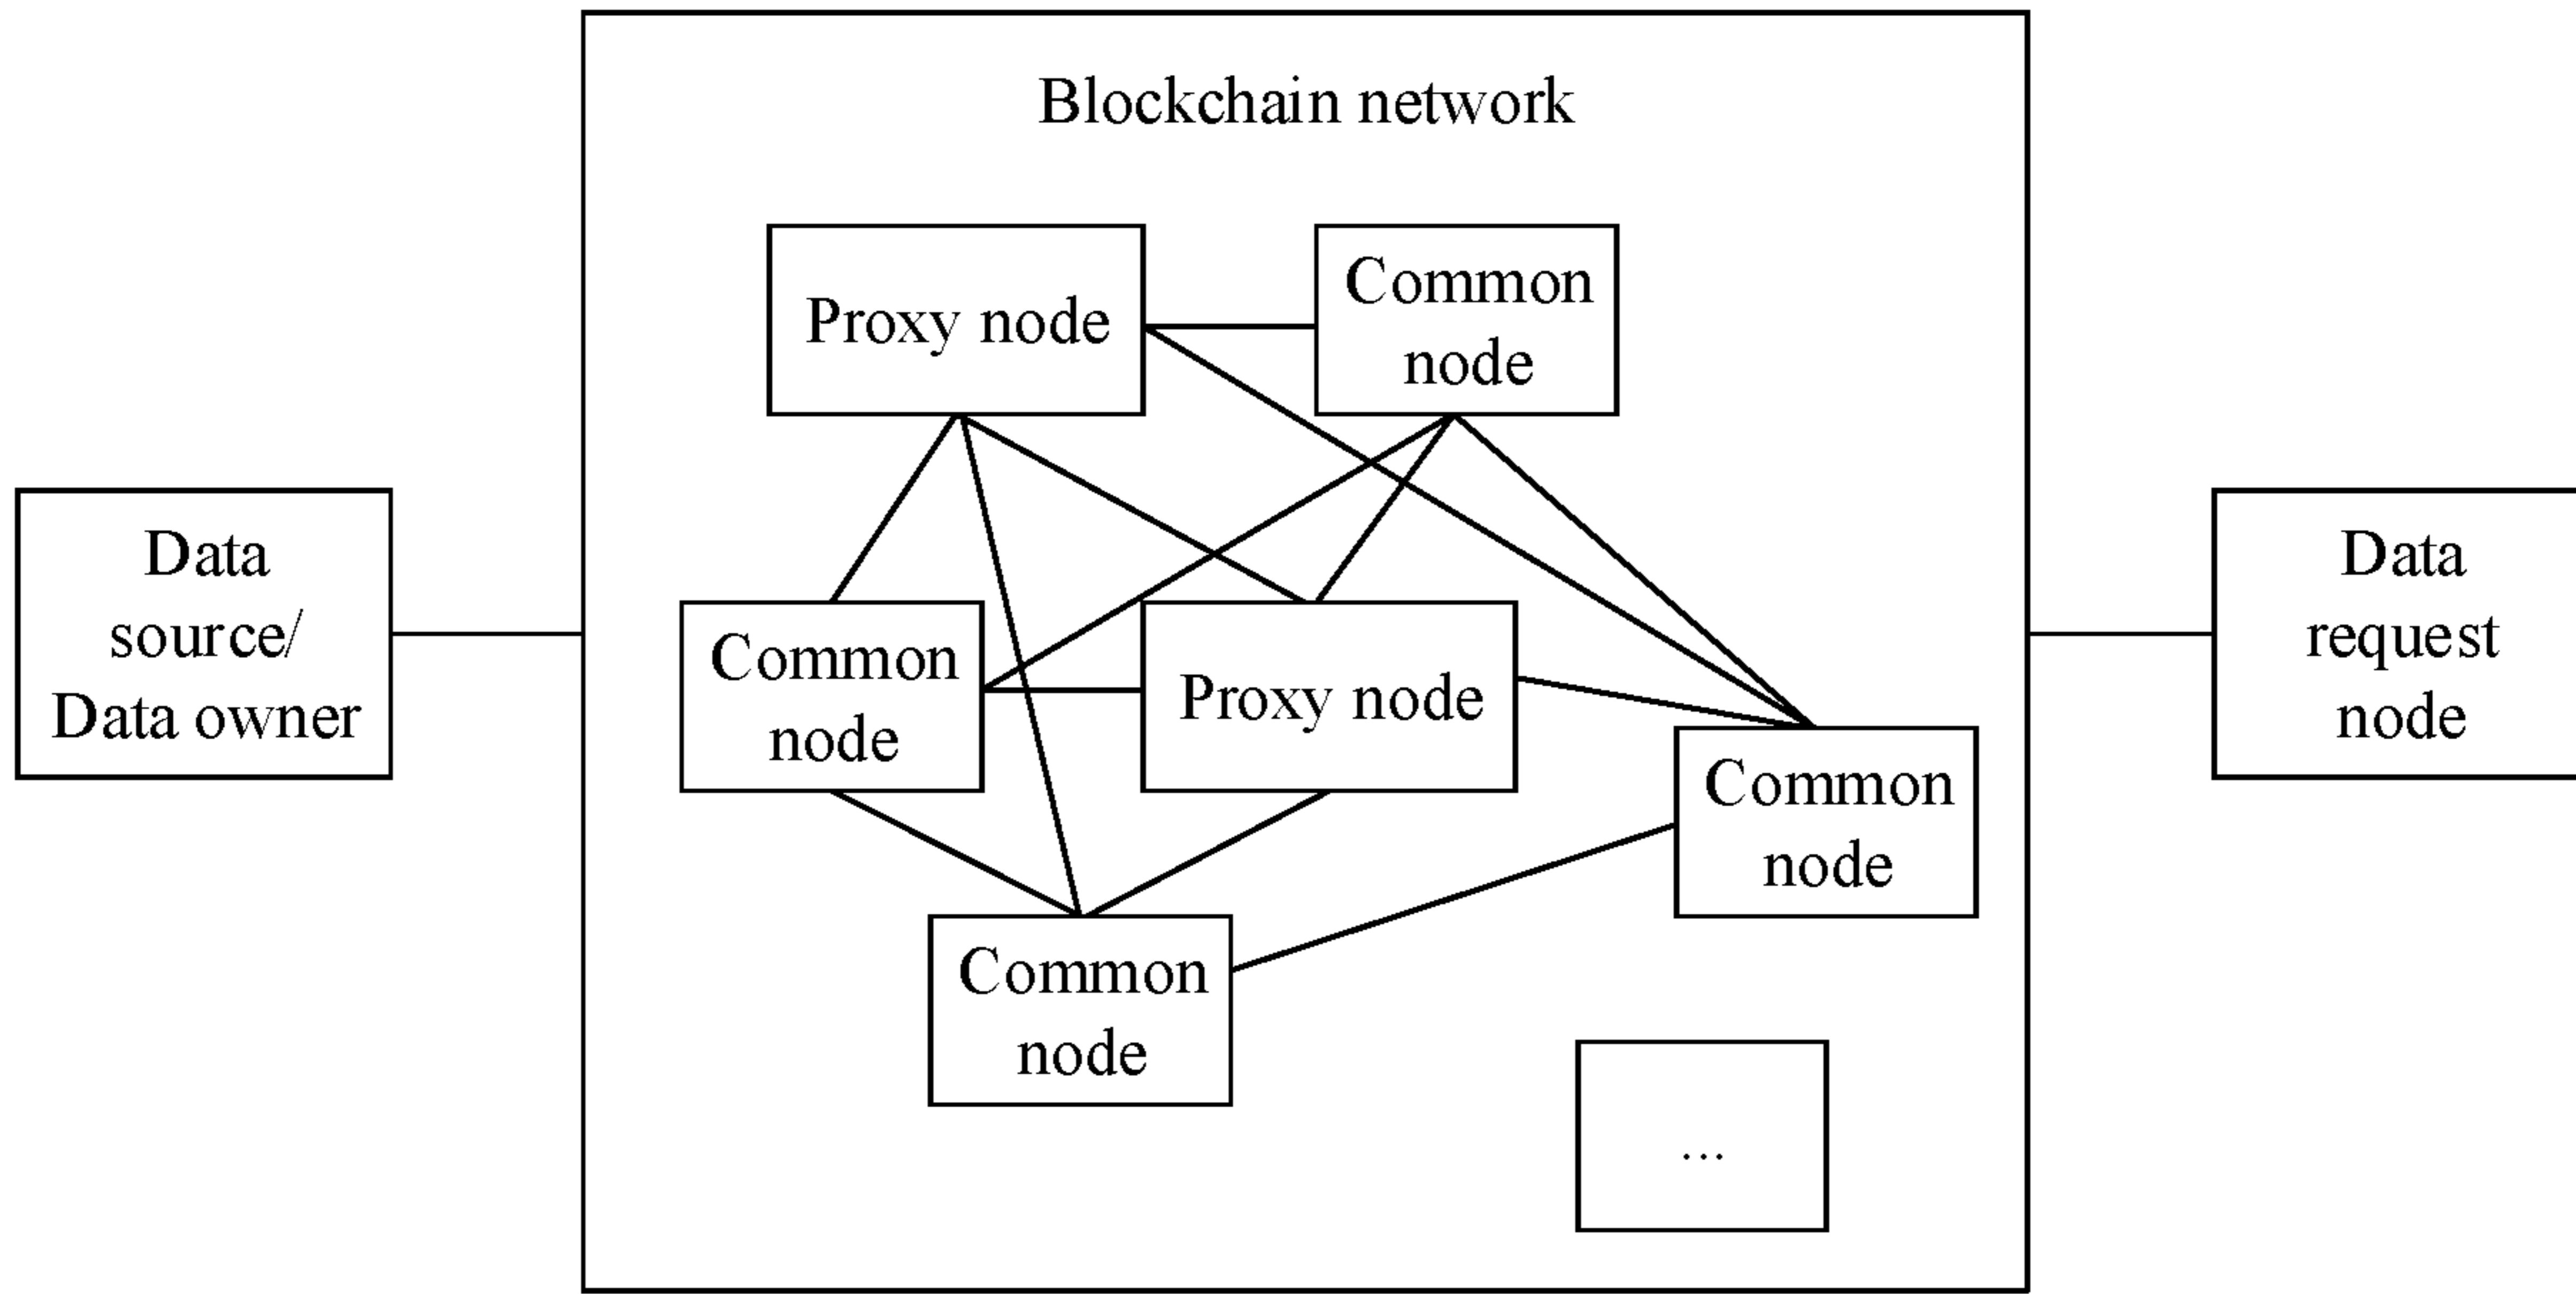 Blockchain network
Proxy node
Common
node
Data
source/
Data owner
Common
node
Proxy node
Common
node
Common
node
...
Data
request
node